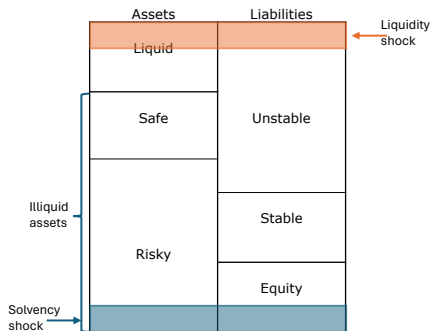 Assets
Liabilities
Liquidity
shock
Liquid
Safe
Unstable
Illiquid
assets
Stable
Risky
Equity
Solvency
shock